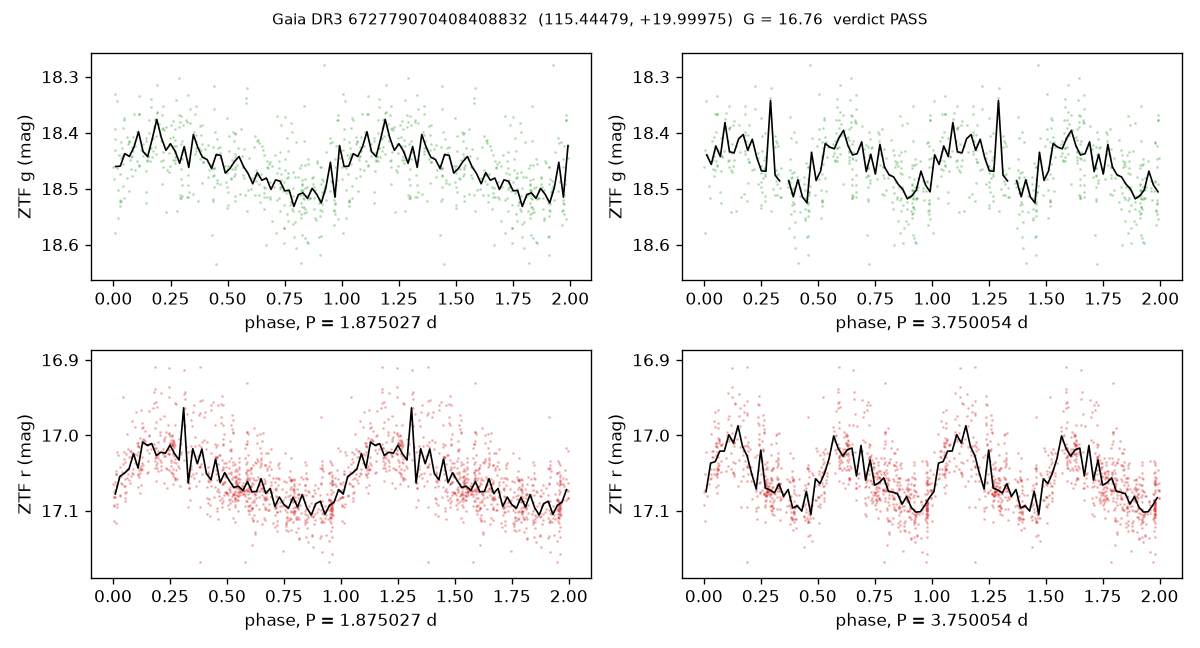 Gaia DR3 672779070408408832 (115.44479, +19.99975) G = 16.76 verdict PASS
ZTF g (mag)
18.3
18.4
18.5
18.6
0.00 0.25 0.50 0.75 1.00 1.25 1.50 1.75 2.00
phase, P = 1.875027 d
ZTF g (mag)
18.3
18.4
18.5
18.6
0.00 0.25 0.50 0.75 1.00 1.25 1.50 1.75 2.00
phase, P = 3.750054 d
ZTF r (mag)
16.9
17.0
17.1
0.00 0.25 0.50 0.75 1.00 1.25 1.50 1.75 2.00
phase, P = 1.875027 d
ZTF r (mag)
16.9
17.0
17.1
0.00 0.25 0.50 0.75 1.00 1.25 1.50 1.75 2.00
phase, P = 3.750054 d